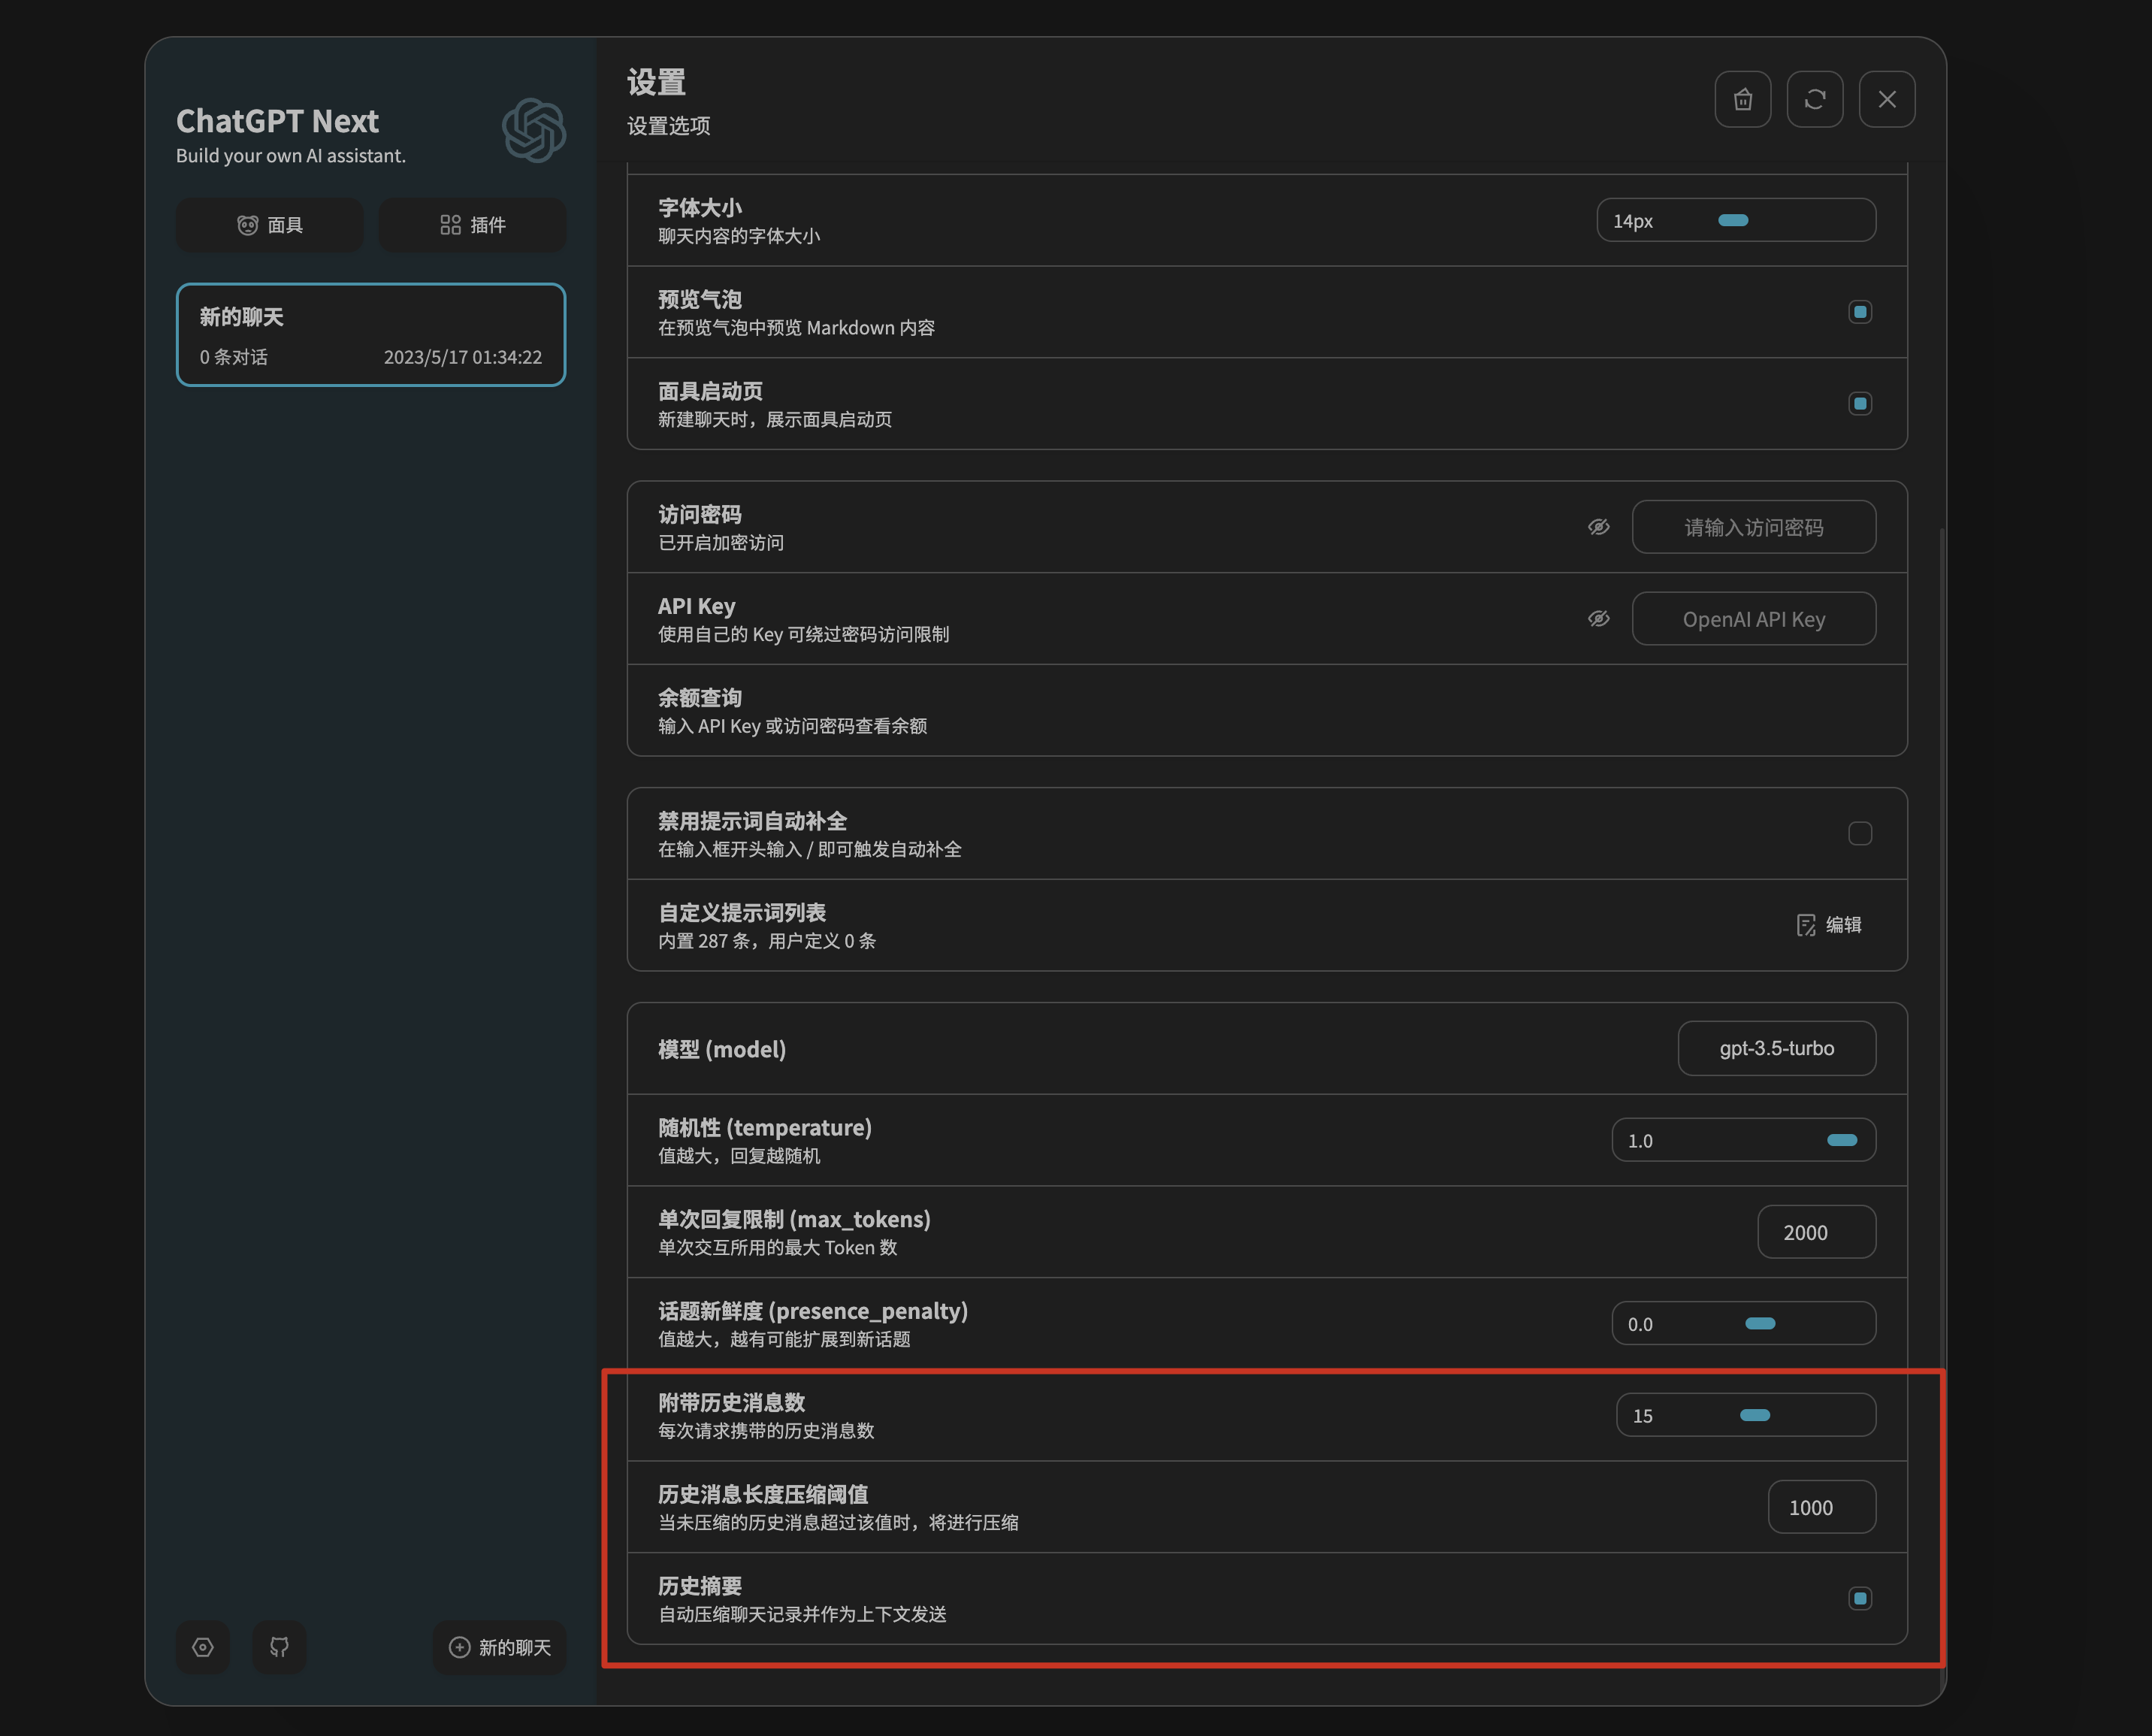 ChatGPT Next
Build your own AI assistant.
面具
插件
新的聊天
0 条对话
2023/5/17 01:34:22
新的聊天
设置
设置选项
字体大小
聊天内容的字体大小
14px
预览气泡
在预览气泡中预览 Markdown 内容
面具启动页
新建聊天时，展示面具启动页
访问密码
已开启加密访问
请输入访问密码
API Key
使用自己的 Key 可绕过密码访问限制
OpenAI API Key
余额查询
输入 API Key 或访问密码查看余额
禁用提示词自动补全
在输入框开头输入 / 即可触发自动补全
自定义提示词列表
内置 287 条，用户定义 0 条
编辑
模型 (model)
gpt-3.5-turbo
随机性 (temperature)
值越大，回复越随机
1.0
单次回复限制 (max_tokens)
单次交互所用的最大 Token 数
2000
话题新鲜度 (presence_penalty)
值越大，越有可能扩展到新话题
0.0
附带历史消息数
每次请求携带的历史消息数
15
历史消息长度压缩阈值
当未压缩的历史消息超过该值时，将进行压缩
1000
历史摘要
自动压缩聊天记录并作为上下文发送